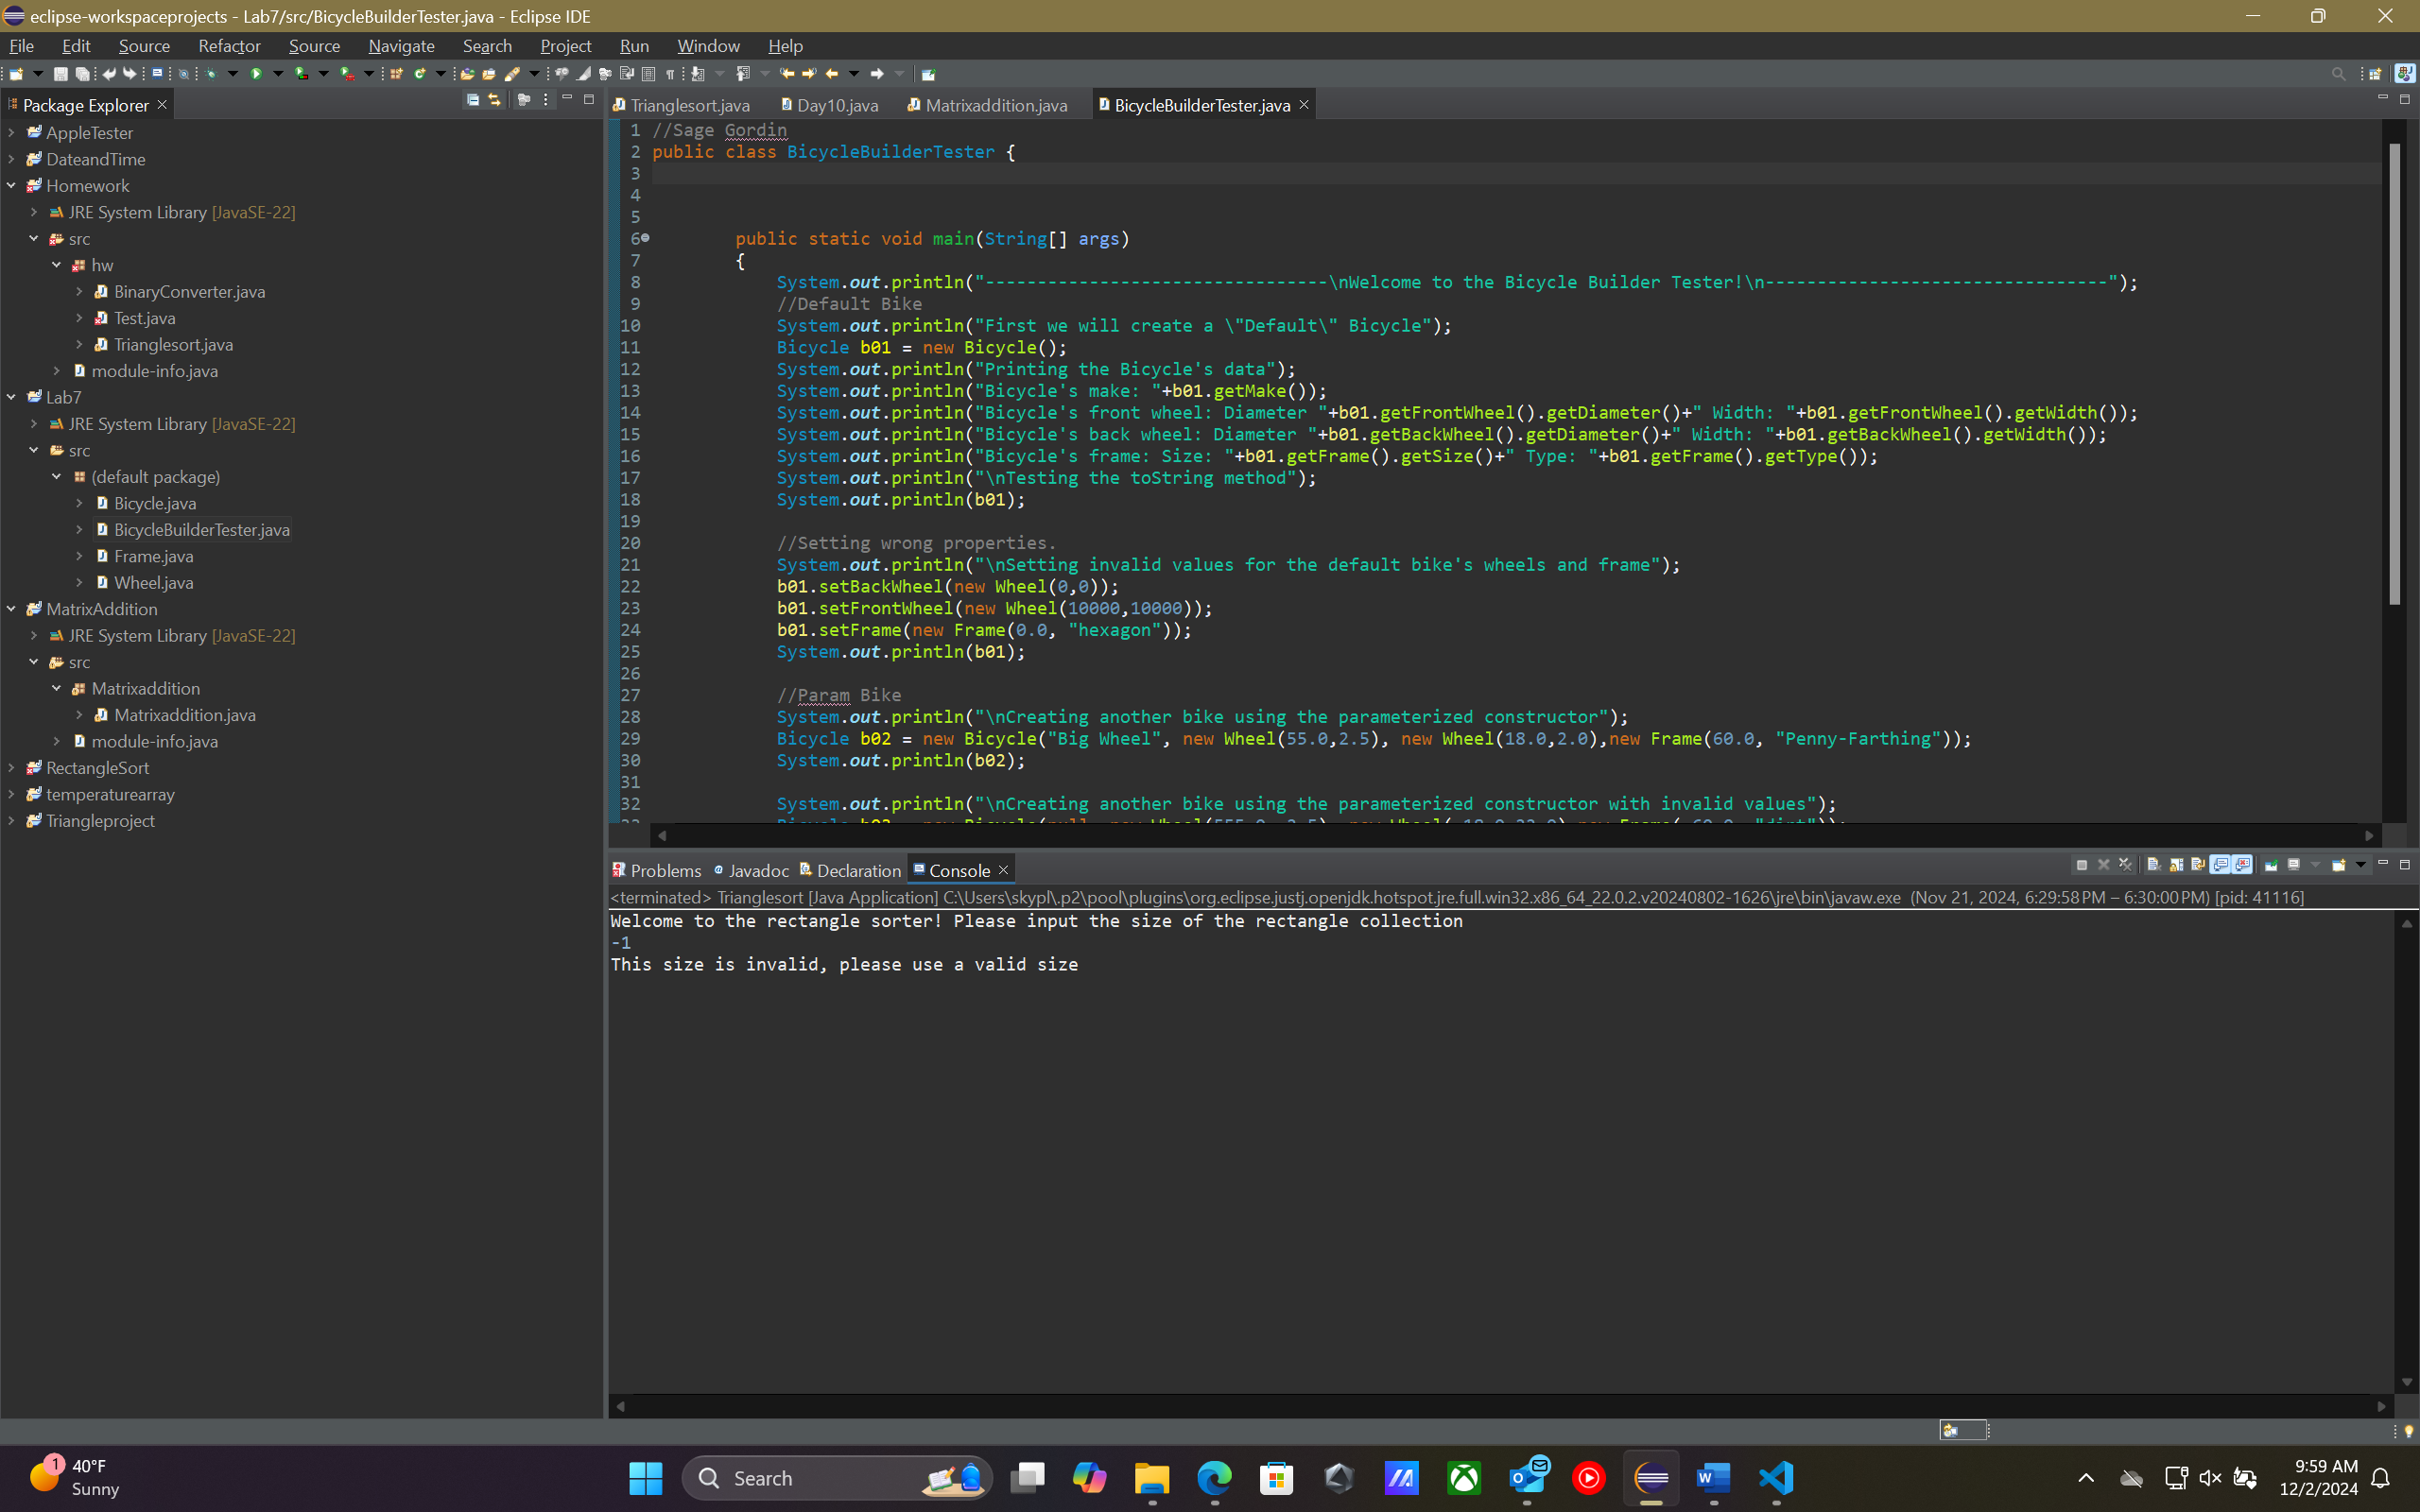 eclipse-workspaceprojects - Lab7/src/BicycleBuilderTester.java - Eclipse IDE
File Edit Source Refactor Source Navigate Search Project Run Window Help
Package Explorer
AppleTester
DateandTime
Homework
JRE System Library [JavaSE-22]
src
hw
BinaryConverter.java
Test.java
Trianglesort.java
module-info.java
Lab7
JRE System Library [JavaSE-22]
src
(default package)
Bicycle.java
BicycleBuilderTester.java
Frame.java
Wheel.java
MatrixAddition
JRE System Library [JavaSE-22]
src
Matrixaddition
Matrixaddition.java
module-info.java
RectangleSort
temperaturearray
Triangleproject
Trianglesort.java Day10.java Matrixaddition.java BicycleBuilderTester.java
1 //Sage Gordin
2 public class BicycleBuilderTester {
3
4
5
6 public static void main(String[] args)
7 {
8 System.out.println("---------------------------------\nWelcome to the Bicycle Builder Tester!\n---------------------------------");
9 //Default Bike
10 System.out.println("First we will create a \"Default\" Bicycle");
11 Bicycle b01 = new Bicycle();
12 System.out.println("Printing the Bicycle's data");
13 System.out.println("Bicycle's make: "+b01.getMake());
14 System.out.println("Bicycle's front wheel: Diameter "+b01.getFrontWheel().getDiameter()+" Width: "+b01.getFrontWheel().getWidth());
15 System.out.println("Bicycle's back wheel: Diameter "+b01.getBackWheel().getDiameter()+" Width: "+b01.getBackWheel().getWidth());
16 System.out.println("Bicycle's frame: Size: "+b01.getFrame().getSize()+" Type: "+b01.getFrame().getType());
17 System.out.println("\nTesting the toString method");
18 System.out.println(b01);
19
20 //Setting wrong properties.
21 System.out.println("\nSetting invalid values for the default bike's wheels and frame");
22 b01.setBackWheel(new Wheel(0,0));
23 b01.setFrontWheel(new Wheel(10000,10000));
24 b01.setFrame(new Frame(0.0, "hexagon"));
25 System.out.println(b01);
26
27 //Param Bike
28 System.out.println("\nCreating another bike using the parameterized constructor");
29 Bicycle b02 = new Bicycle("Big Wheel", new Wheel(55.0,2.5), new Wheel(18.0,2.0),new Frame(60.0, "Penny-Farthing"));
30 System.out.println(b02);
31
32 System.out.println("\nCreating another bike using the parameterized constructor with invalid values");
Problems Javadoc Declaration Console
<terminated> Trianglesort [Java Application] C:\Users\skypl\.p2\pool\plugins\org.eclipse.justj.openjdk.hotspot.jre.full.win32.x86_64_22.0.2.v20240802-1626\jre\bin\javaw.exe (Nov 21, 2024, 6:29:58 PM – 6:30:00 PM) [pid: 41116]
Welcome to the rectangle sorter! Please input the size of the rectangle collection
-1
This size is invalid, please use a valid size
1
40°F
Sunny
Search
9:59 AM
12/2/2024